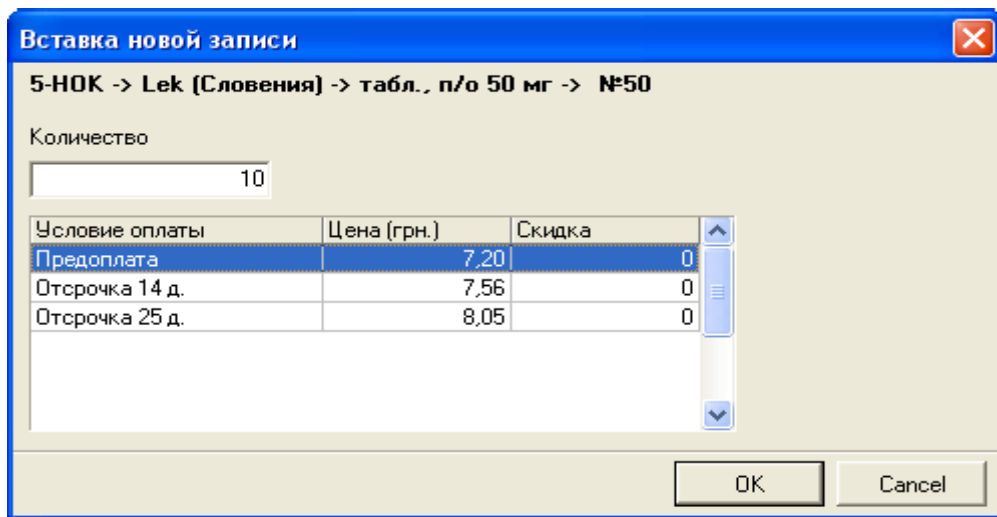 Вставка новой записи
5-НОК -> Lek (Словения) -> табл., п/о 50 мг -> №50
Количество
10
Условие оплаты Цена (грн.) Скидка
Предоплата 7,20 0
Отсрочка 14 д. 7,56 0
Отсрочка 25 д. 8,05 0
OK Cancel